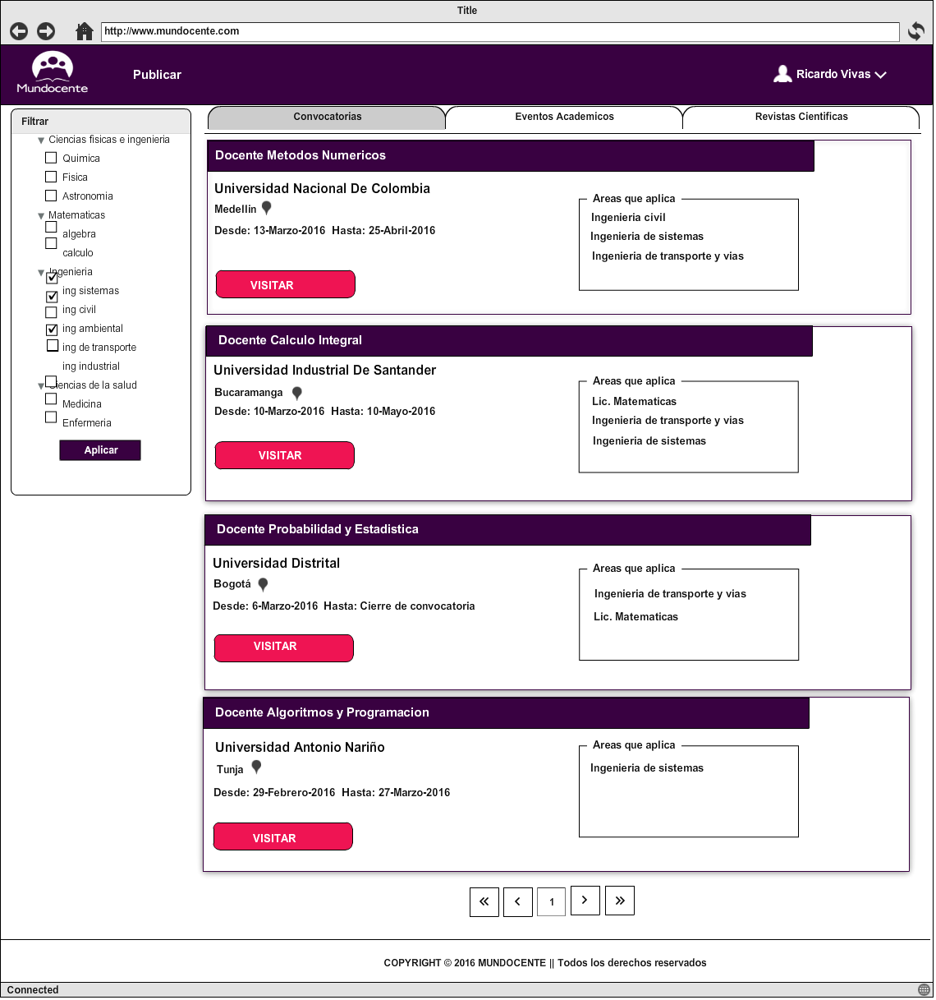 Title
http://www.mundocente.com
Mundocente
Publicar
Ricardo Vivas
Filtrar
Ciencias fisicas e ingenieria
Quimica
Fisica
Astronomia
Matematicas
algebra
calculo
Ingenieria
ing sistemas
ing civil
ing ambiental
ing de transporte
ing industrial
Ciencias de la salud
Medicina
Enfermeria
Aplicar
Convocatorias
Eventos Academicos
Revistas Cientificas
Docente Metodos Numericos
Universidad Nacional De Colombia
Medellin
Desde: 13-Marzo-2016 Hasta: 25-Abril-2016
VISITAR
Areas que aplica
Ingenieria civil
Ingenieria de sistemas
Ingenieria de transporte y vias
Docente Calculo Integral
Universidad Industrial De Santander
Bucaramanga
Desde: 10-Marzo-2016 Hasta: 10-Mayo-2016
VISITAR
Areas que aplica
Lic. Matematicas
Ingenieria de transporte y vias
Ingenieria de sistemas
Docente Probabilidad y Estadistica
Universidad Distrital
Bogotá
Desde: 6-Marzo-2016 Hasta: Cierre de convocatoria
VISITAR
Areas que aplica
Ingenieria de transporte y vias
Lic. Matematicas
Docente Algoritmos y Programacion
Universidad Antonio Nariño
Tunja
Desde: 29-Febrero-2016 Hasta: 27-Marzo-2016
VISITAR
Areas que aplica
Ingenieria de sistemas
« ‹ 1 › »
COPYRIGHT © 2016 MUNDOCENTE || Todos los derechos reservados
Connected